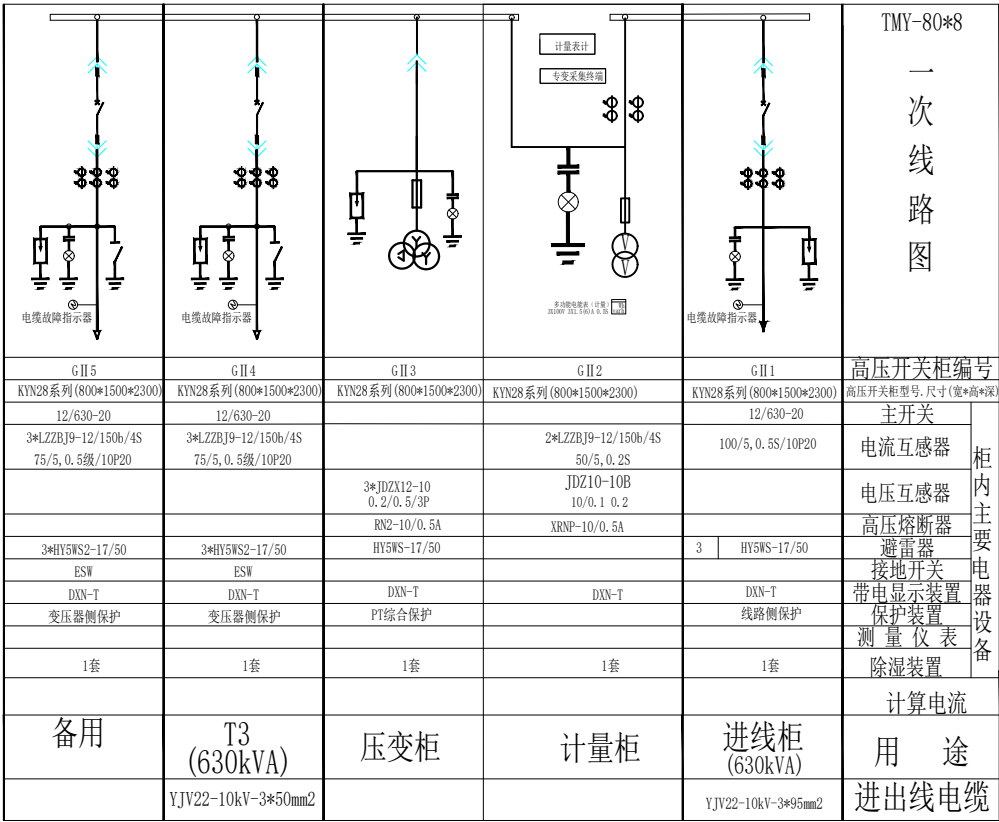 TMY-80*8
一次线路图
计量表计
专变采集终端
电缆故障指示器
电缆故障指示器
多功能电能表（计量）
3X100V 3X1.5(6)A 0.5S
电缆故障指示器
GⅡ5 GⅡ4 GⅡ3 GⅡ2 GⅡ1 高压开关柜编号
KYN28系列(800*1500*2300) KYN28系列(800*1500*2300) KYN28系列(800*1500*2300) KYN28系列(800*1500*2300) KYN28系列(800*1500*2300) 高压开关柜型号.尺寸(宽*高*深)
柜内主要电器设备
12/630-20 12/630-20 12/630-20 主开关
3*LZZBJ9-12/150b/4S 3*LZZBJ9-12/150b/4S 2*LZZBJ9-12/150b/4S 100/5,0.5S/10P20 电流互感器
75/5,0.5级/10P20 75/5,0.5级/10P20 50/5,0.2S
3*JDZX12-10 JDZ10-10B 电压互感器
0.2/0.5/3P 10/0.1 0.2
RN2-10/0.5A XRNP-10/0.5A 高压熔断器
3*HY5WS2-17/50 3*HY5WS2-17/50 HY5WS-17/50 3 HY5WS-17/50 避雷器
ESW ESW 接地开关
DXN-T DXN-T DXN-T DXN-T DXN-T 带电显示装置
变压器侧保护 变压器侧保护 PT综合保护 线路侧保护 保护装置
测量仪表
1套 1套 1套 1套 1套 除湿装置
计算电流
备用 T3 压变柜 计量柜 进线柜 用途
(630kVA) (630kVA)
YJV22-10kV-3*50mm2 YJV22-10kV-3*95mm2 进出线电缆